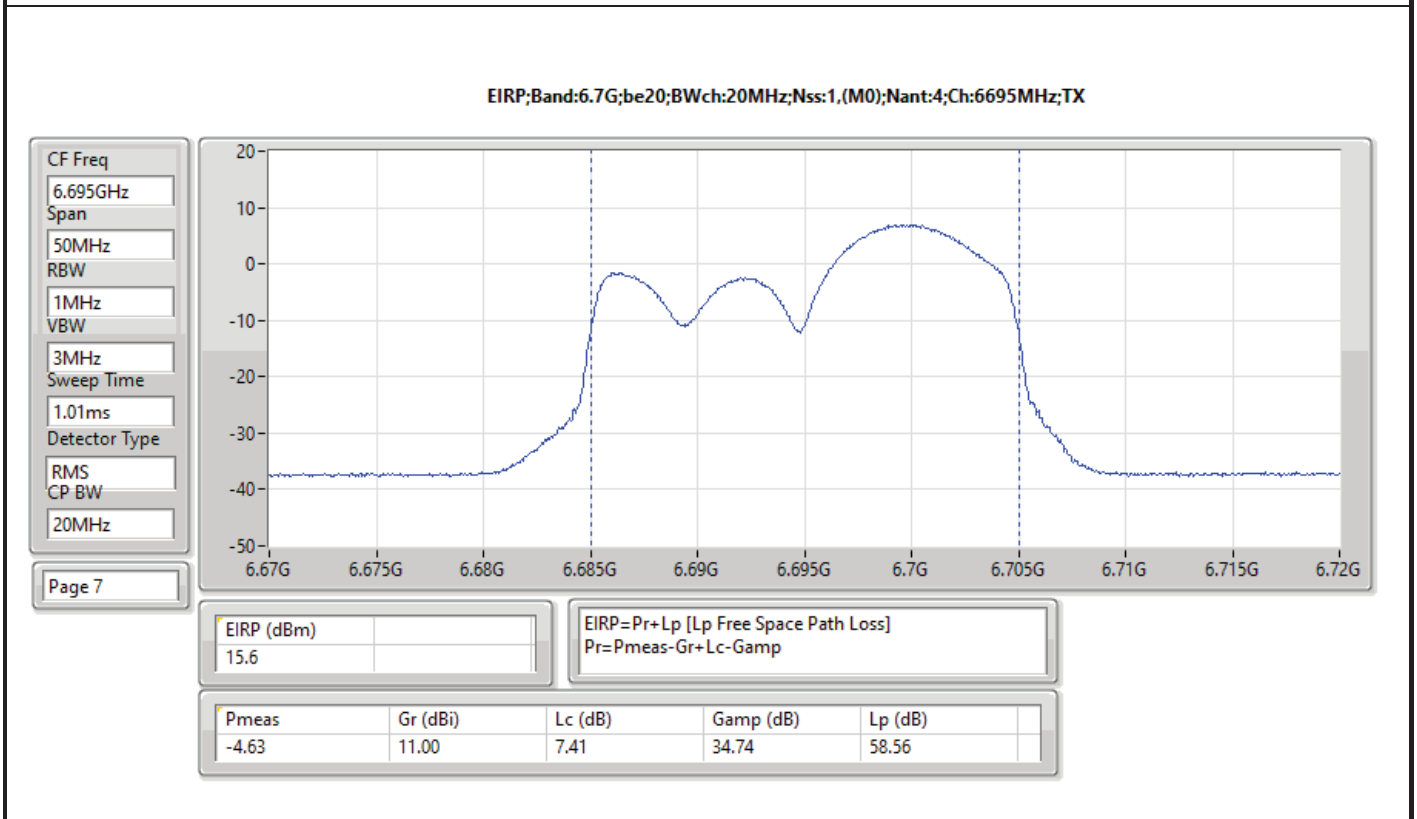 EIRP;Band:6.7G;be20;BWch:20MHz;Nss:1,(M0);Nant:4;Ch:6695MHz;TX
CF Freq
6.695GHz
Span
50MHz
RBW
1MHz
VBW
3MHz
Sweep Time
1.01ms
Detector Type
RMS
CP BW
20MHz
Page 7
20
10
0
-10
-20
-30
-40
-50
6.67G 6.675G 6.68G 6.685G 6.69G 6.695G 6.7G 6.705G 6.71G 6.715G 6.72G
EIRP (dBm)
15.6
EIRP=Pr+Lp [Lp Free Space Path Loss]
Pr=Pmeas-Gr+Lc-Gamp
Pmeas Gr (dBi) Lc (dB) Gamp (dB) Lp (dB)
-4.63 11.00 7.41 34.74 58.56